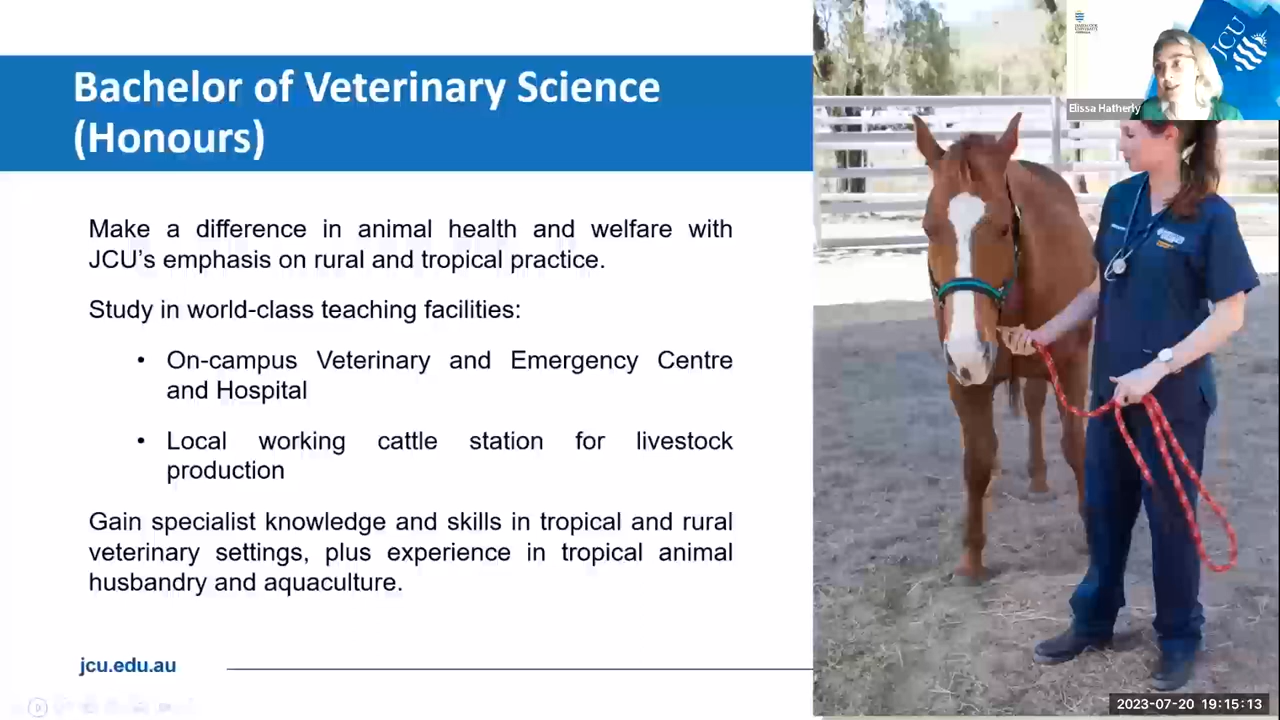 Bachelor of Veterinary Science
(Honours)
Make a difference in animal health and welfare with
JCU’s emphasis on rural and tropical practice.
Study in world-class teaching facilities:
• On-campus Veterinary and Emergency Centre
and Hospital
• Local working cattle station for livestock
production
Gain specialist knowledge and skills in tropical and rural
veterinary settings, plus experience in tropical animal
husbandry and aquaculture.
jcu.edu.au
JCU
Elissa Hatherly
2023-07-20 19:15:13